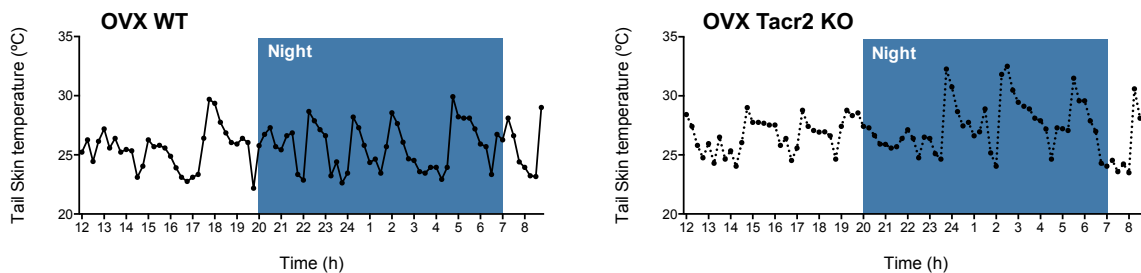 OVX WT
Tail Skin temperature (ºC)
35
30
25
20
Night
12 13 14 15 16 17 18 19 20 21 22 23 24 1 2 3 4 5 6 7 8
Time (h)
OVX Tacr2 KO
Tail Skin temperature (ºC)
35
30
25
20
Night
12 13 14 15 16 17 18 19 20 21 22 23 24 1 2 3 4 5 6 7 8
Time (h)